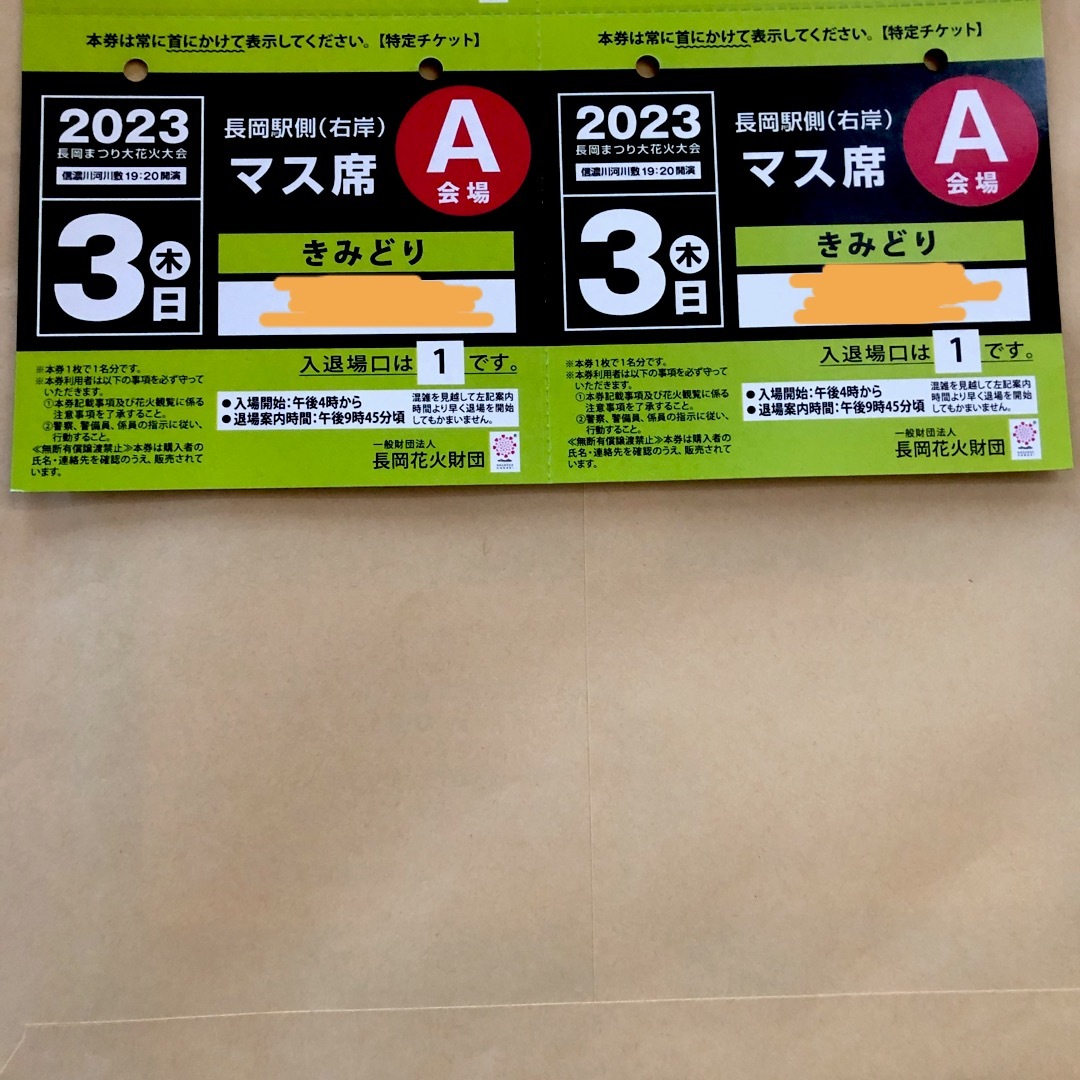 本券は常に首にかけて表示してください。【特定チケット】
2023
長岡まつり大花火大会
信濃川河川敷19:20開演
3
木
日
長岡駅側(右岸)
マス席
A
会場
きみどり
入退場口は 1 です。
※本券1枚で1名分です。
※本券利用者は以下の事項を必ず守って
いただきます。
①本券記載事項及び花火観覧に係る
注意事項を了承すること。
②警察、警備員、係員の指示に従い、
行動すること。
≪無断有償譲渡禁止≫本券は購入者の
氏名・連絡先を確認のうえ、販売されて
います。
●入場開始:午後4時から
●退場案内時間:午後9時45分頃
混雑を見越して左記案内
時間より早く退場を開始
してもかまいません。
一般財団法人
長岡花火財団
本券は常に首にかけて表示してください。【特定チケット】
2023
長岡まつり大花火大会
信濃川河川敷19:20開演
3
木
日
長岡駅側(右岸)
マス席
A
会場
きみどり
入退場口は 1 です。
※本券1枚で1名分です。
※本券利用者は以下の事項を必ず守って
いただきます。
①本券記載事項及び花火観覧に係る
注意事項を了承すること。
②警察、警備員、係員の指示に従い、
行動すること。
≪無断有償譲渡禁止≫本券は購入者の
氏名・連絡先を確認のうえ、販売されて
います。
●入場開始:午後4時から
●退場案内時間:午後9時45分頃
混雑を見越して左記案内
時間より早く退場を開始
してもかまいません。
一般財団法人
長岡花火財団